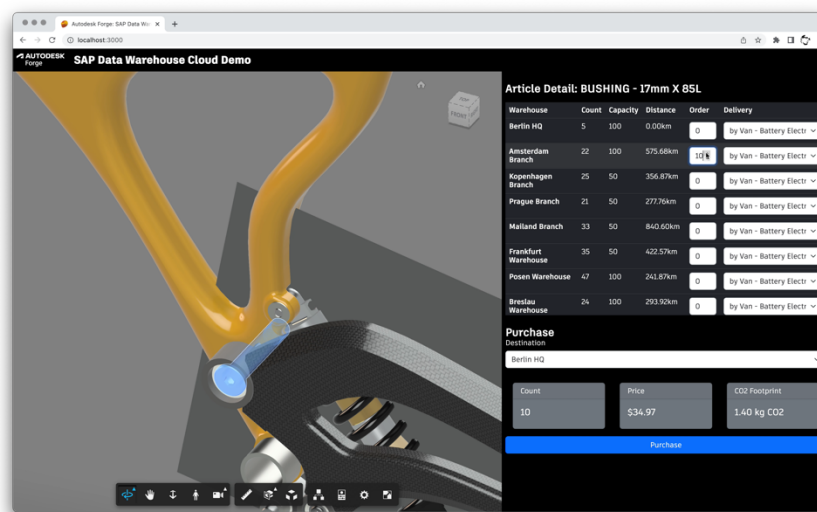 Autodesk Forge: SAP Data Wa
localhost:3000
AUTODESK
Forge
SAP Data Warehouse Cloud Demo
FRONT
Article Detail: BUSHING - 17mm X 85L
Warehouse Count Capacity Distance Order Delivery
Berlin HQ 5 100 0.00km 0 by Van - Battery Electr
Amsterdam Branch 22 100 575.68km 10 by Van - Battery Electr
Kopenhagen Branch 25 50 356.87km 0 by Van - Battery Electr
Prague Branch 21 50 277.76km 0 by Van - Battery Electr
Mailand Branch 33 50 840.60km 0 by Van - Battery Electr
Frankfurt Warehouse 35 50 422.57km 0 by Van - Battery Electr
Posen Warehouse 47 100 241.87km 0 by Van - Battery Electr
Breslau Warehouse 24 100 293.92km 0 by Van - Battery Electr
Purchase
Destination
Berlin HQ
Count Price CO2 Footprint
10 $34.97 1.40 kg CO2
Purchase